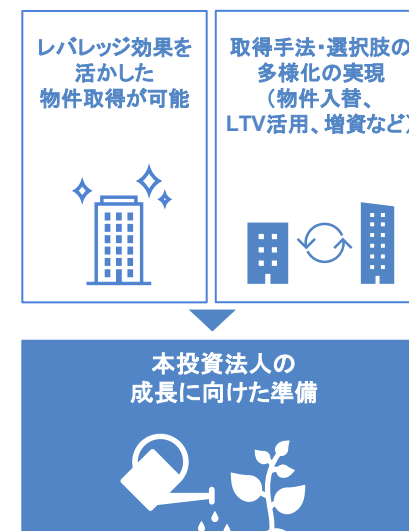 レバレッジ効果を
活かした
物件取得が可能
取得手法・選択肢の
多様化の実現
（物件入替、
LTV活用、増資など）
本投資法人の
成長に向けた準備